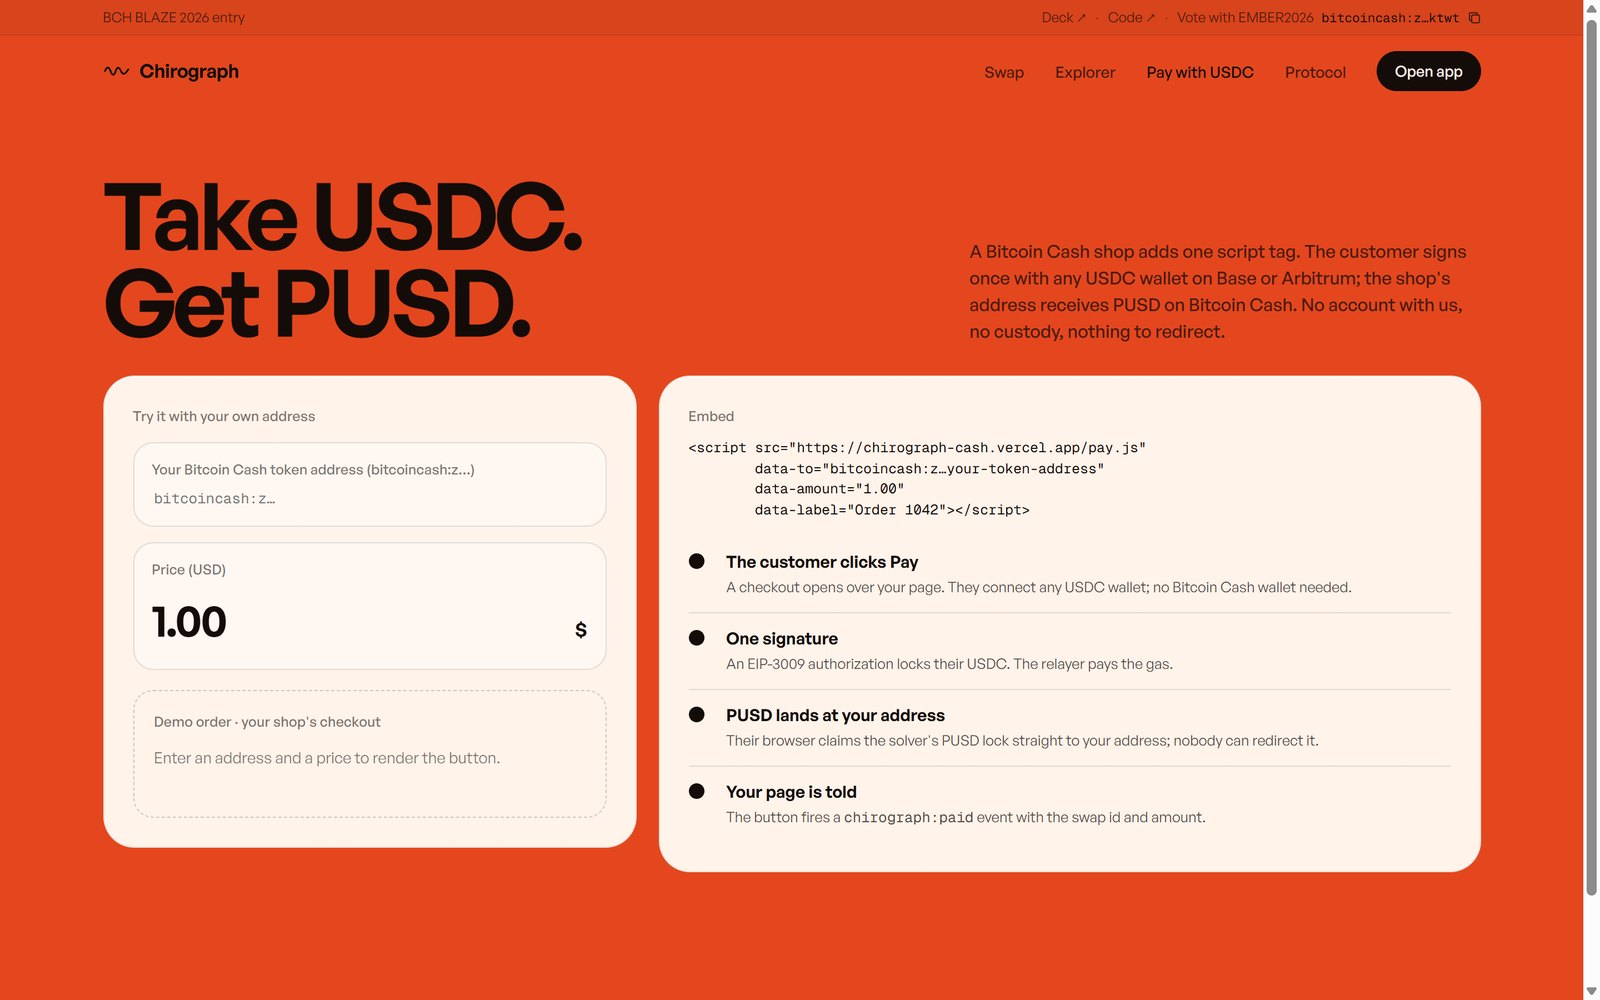 BCH BLAZE 2026 entry
Deck ↗ · Code ↗ · Vote with EMBER2026 bitcoincash:z…ktwt
Chirograph
Swap
Explorer
Pay with USDC
Protocol
Open app
Take USDC.
Get PUSD.
A Bitcoin Cash shop adds one script tag. The customer signs
once with any USDC wallet on Base or Arbitrum; the shop's
address receives PUSD on Bitcoin Cash. No account with us,
no custody, nothing to redirect.
Try it with your own address
Your Bitcoin Cash token address (bitcoincash:z...)
bitcoincash:z…
Price (USD)
1.00
$
Demo order · your shop's checkout
Enter an address and a price to render the button.
Embed
<script src="https://chirograph-cash.vercel.app/pay.js"
data-to="bitcoincash:z…your-token-address"
data-amount="1.00"
data-label="Order 1042"></script>
The customer clicks Pay
A checkout opens over your page. They connect any USDC wallet; no Bitcoin Cash wallet needed.
One signature
An EIP-3009 authorization locks their USDC. The relayer pays the gas.
PUSD lands at your address
Their browser claims the solver's PUSD lock straight to your address; nobody can redirect it.
Your page is told
The button fires a chirograph:paid event with the swap id and amount.